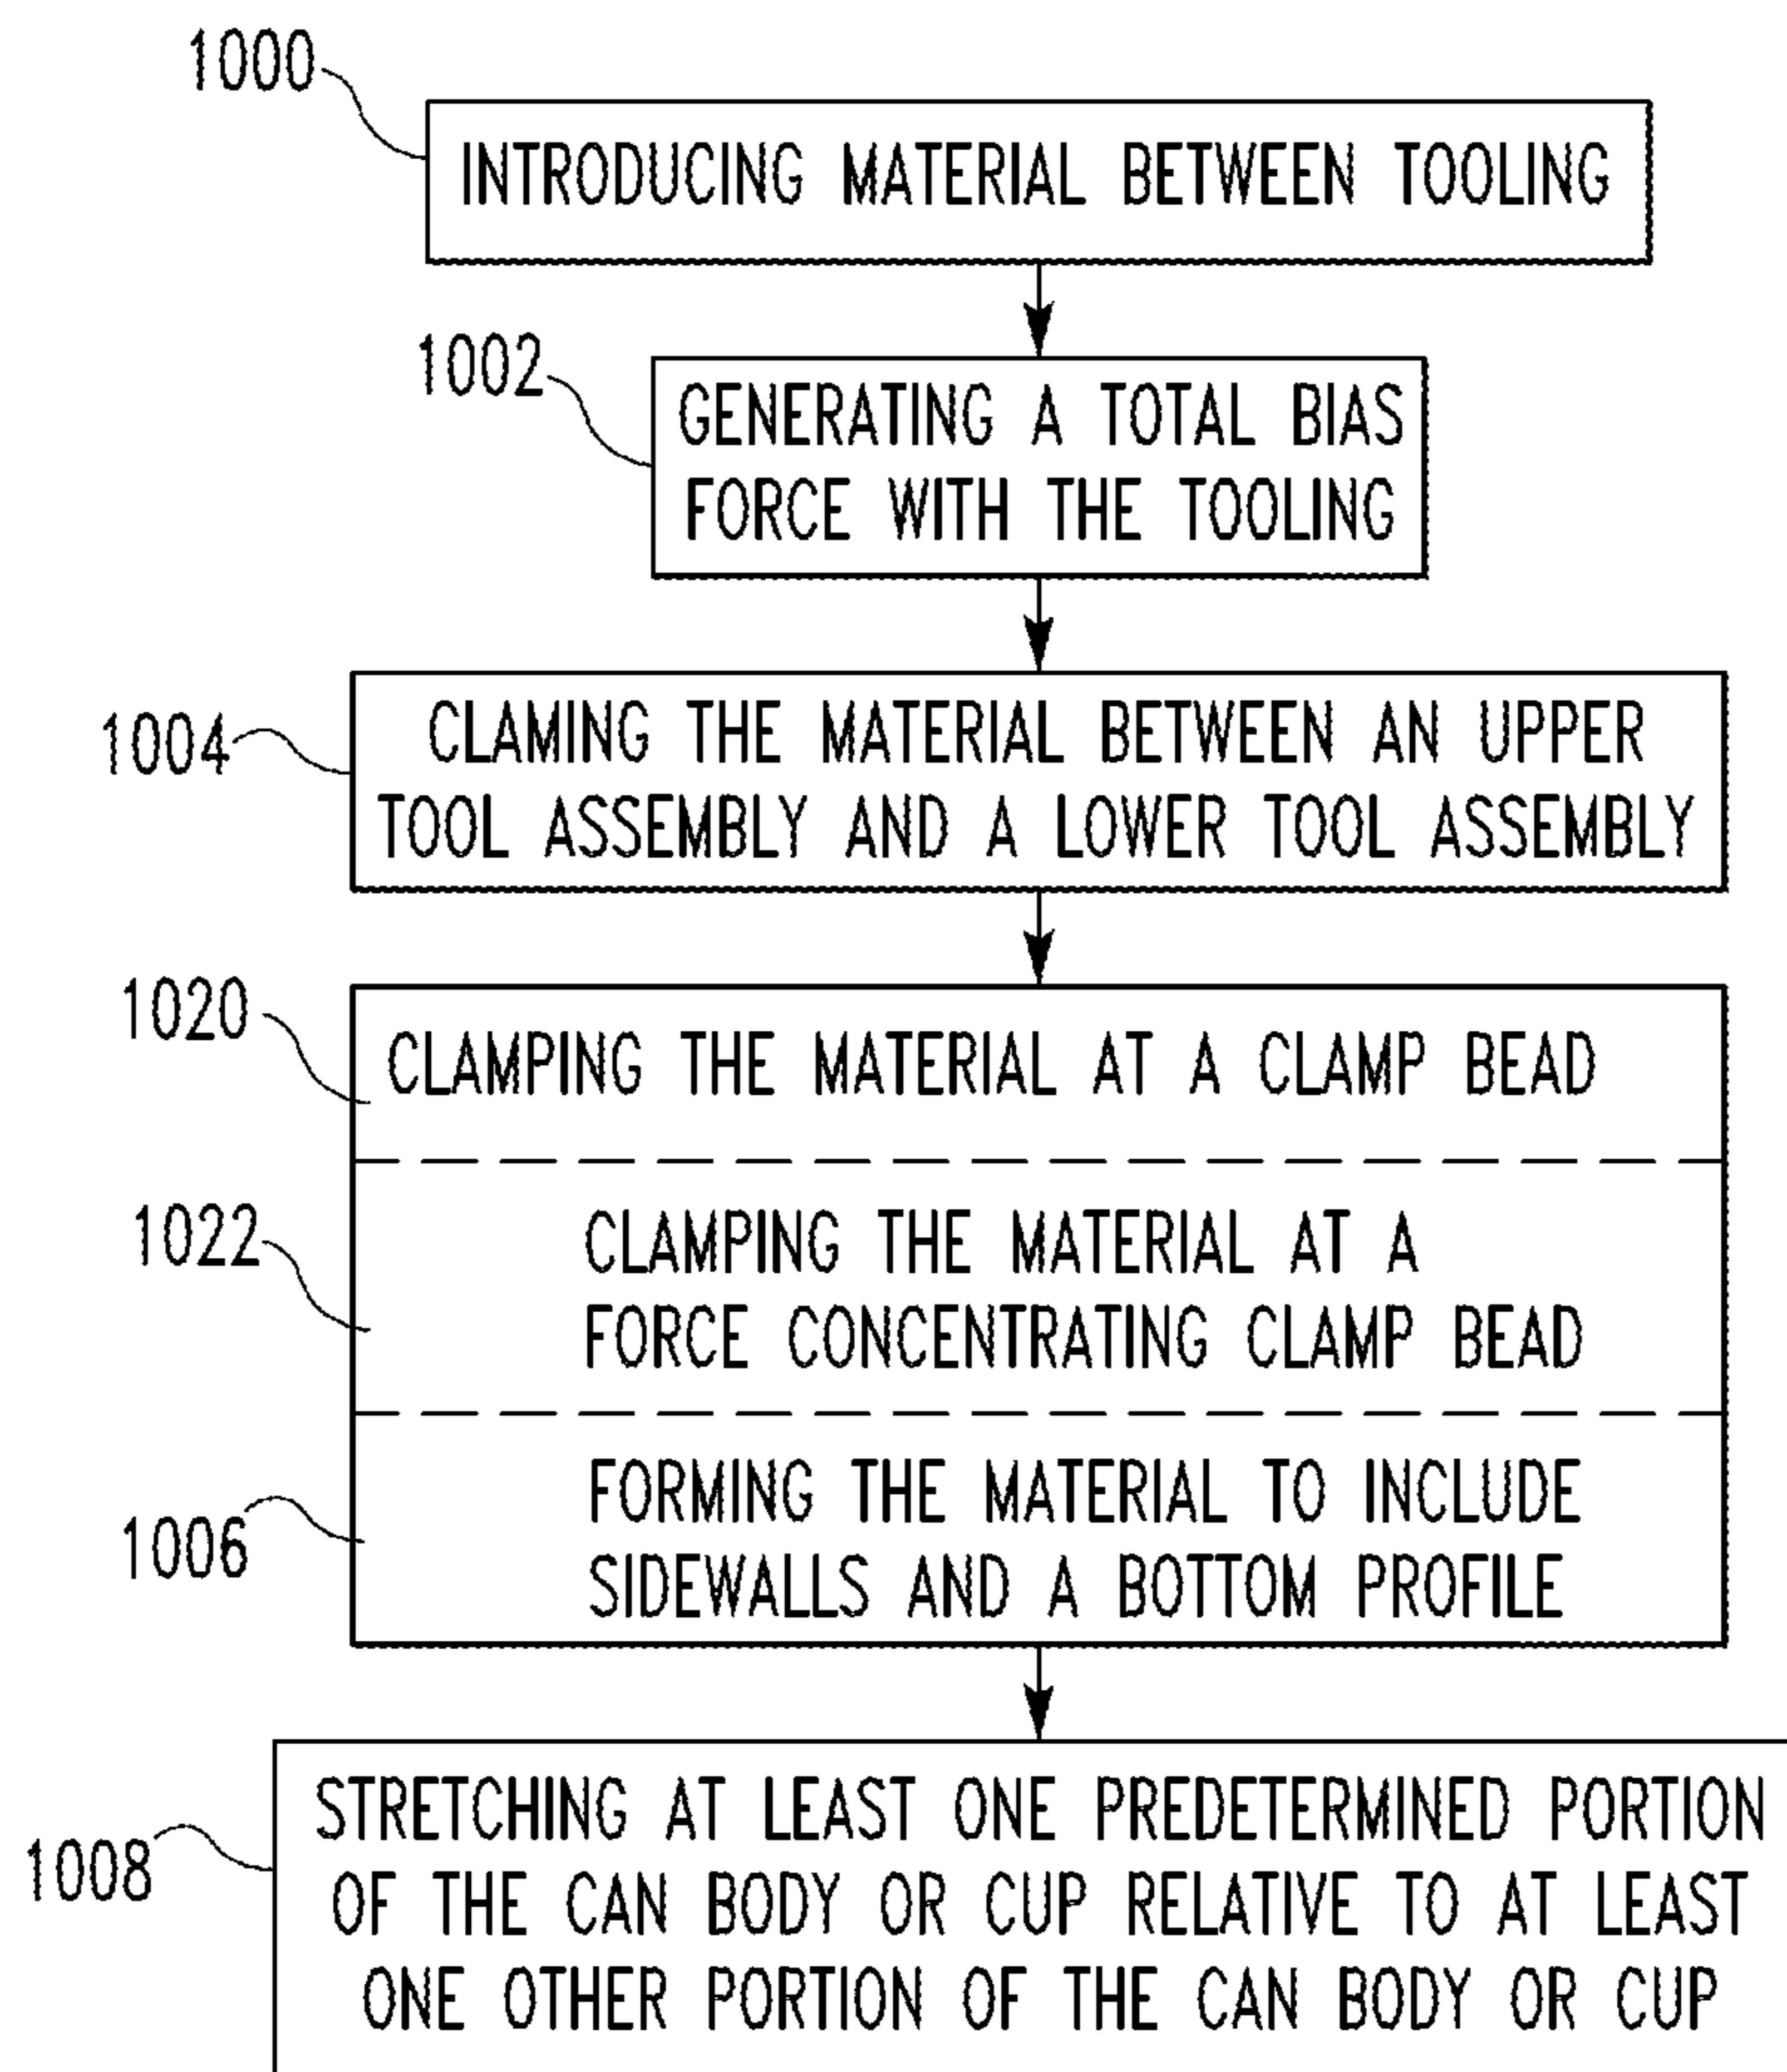 1000
INTRODUCING MATERIAL BETWEEN TOOLING
1002
GENERATING A TOTAL BIAS
FORCE WITH THE TOOLING
1004
CLAMING THE MATERIAL BETWEEN AN UPPER
TOOL ASSEMBLY AND A LOWER TOOL ASSEMBLY
1020
CLAMPING THE MATERIAL AT A CLAMP BEAD
1022
CLAMPING THE MATERIAL AT A
FORCE CONCENTRATING CLAMP BEAD
1006
FORMING THE MATERIAL TO INCLUDE
SIDEWALLS AND A BOTTOM PROFILE
1008
STRETCHING AT LEAST ONE PREDETERMINED PORTION
OF THE CAN BODY OR CUP RELATIVE TO AT LEAST
ONE OTHER PORTION OF THE CAN BODY OR CUP